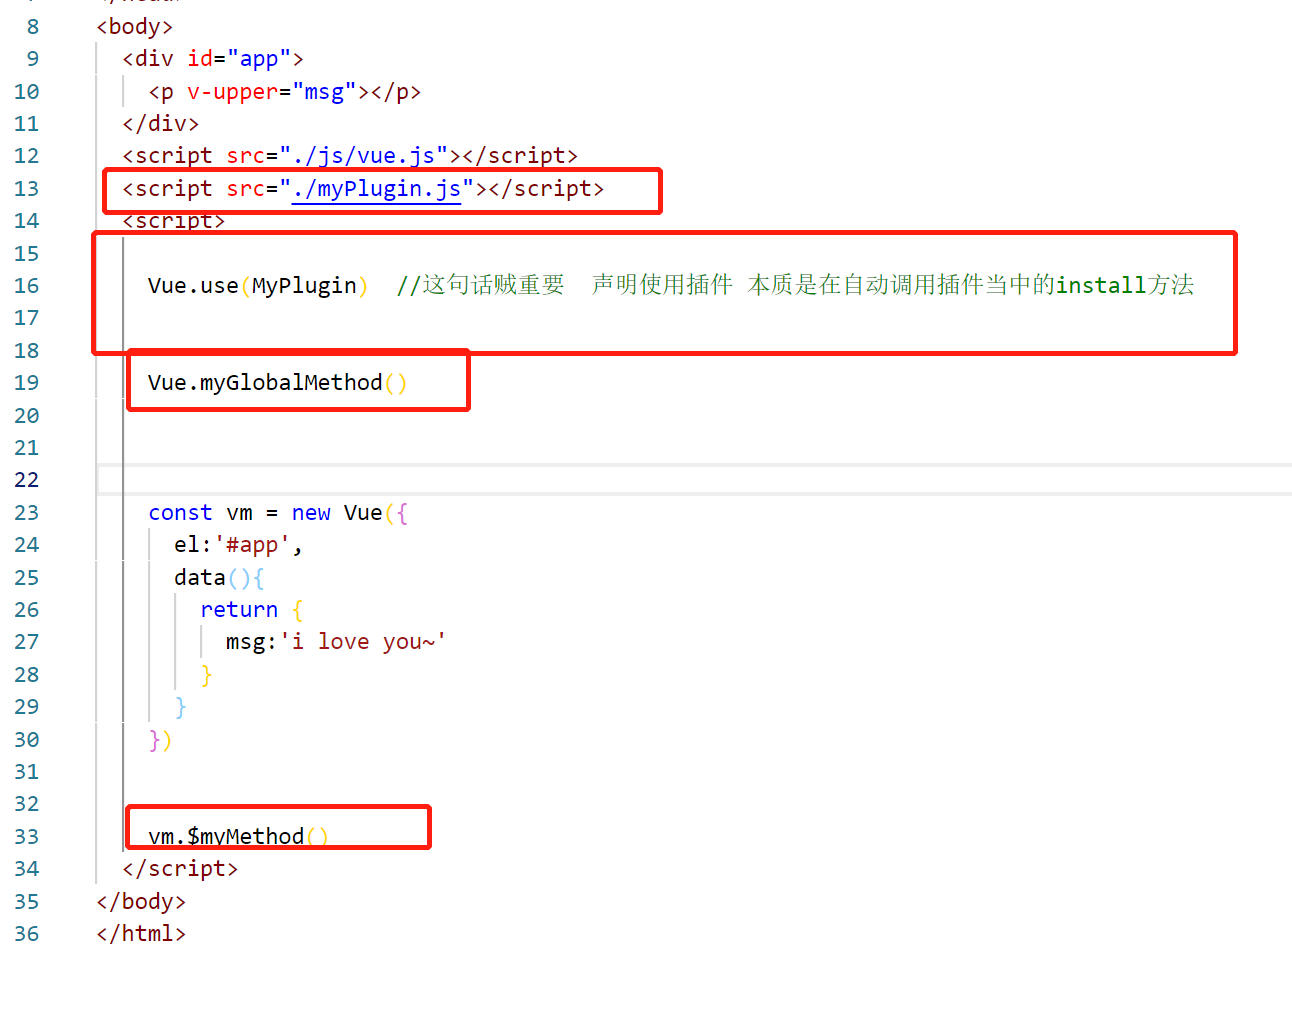 8 <body>
9 <div id="app">
10 <p v-upper="msg"></p>
11 </div>
12 <script src="./js/vue.js"></script>
13 <script src="./myPlugin.js"></script>
14 <script>
15
16 Vue.use(MyPlugin) //这句话贼重要 声明使用插件 本质是在自动调用插件当中的install方法
17
18
19 Vue.myGlobalMethod()
20
21
22
23 const vm = new Vue({
24 el:'#app',
25 data(){
26 return {
27 msg:'i love you~'
28 }
29 }
30 })
31
32
33 vm.$myMethod()
34 </script>
35 </body>
36 </html>